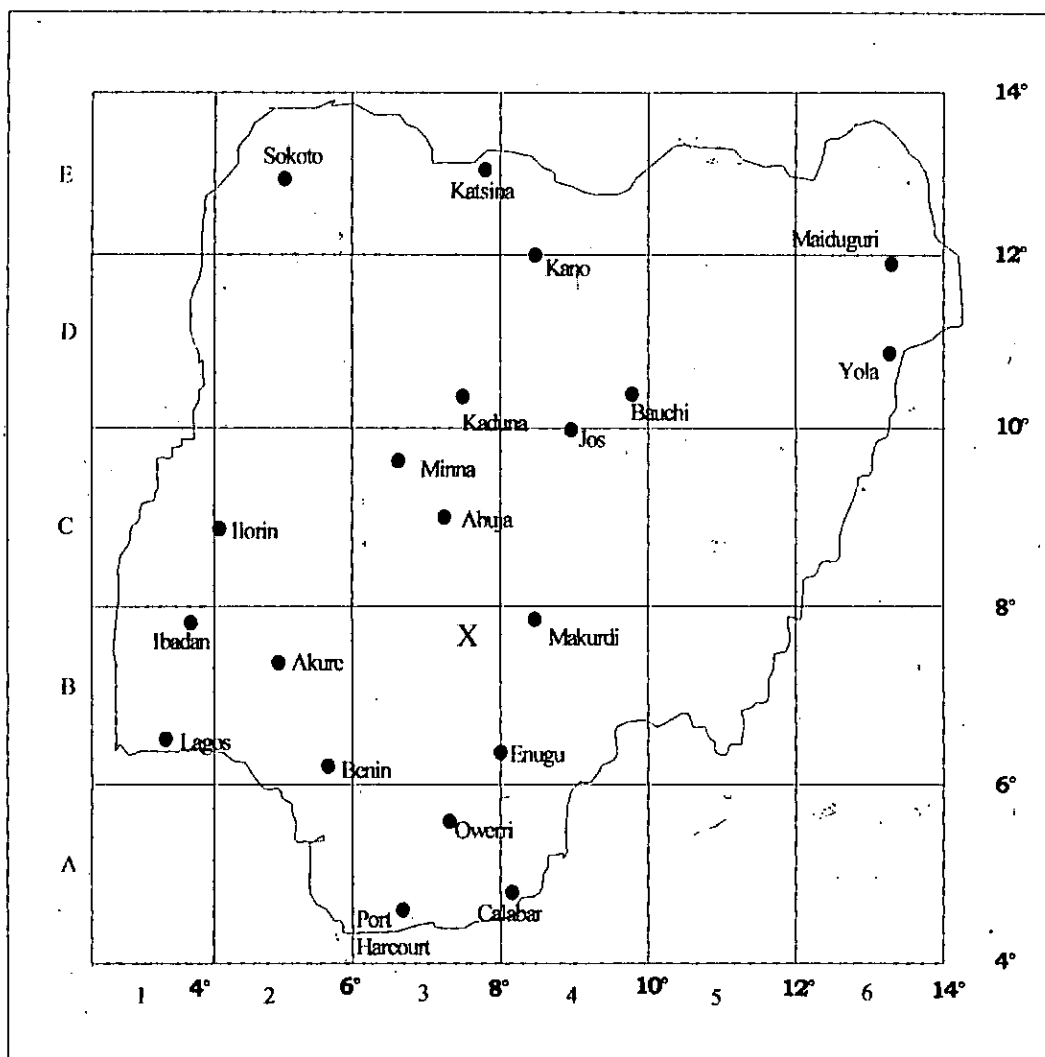 14°
E
Sokoto
Katsina
Maiduguri
12°
Kano
D
Yola
Bauchi
Kaduna
10°
Jos
Minna
C
Abuja
Ilorin
8°
X
Makurdi
Ibadan
Akure
B
Lagos
Enugu
Benin
6°
Owerri
A
Port
Harcourt
Calabar
4°
1
4°
2
6°
3
8°
4
10°
5
12°
6
14°